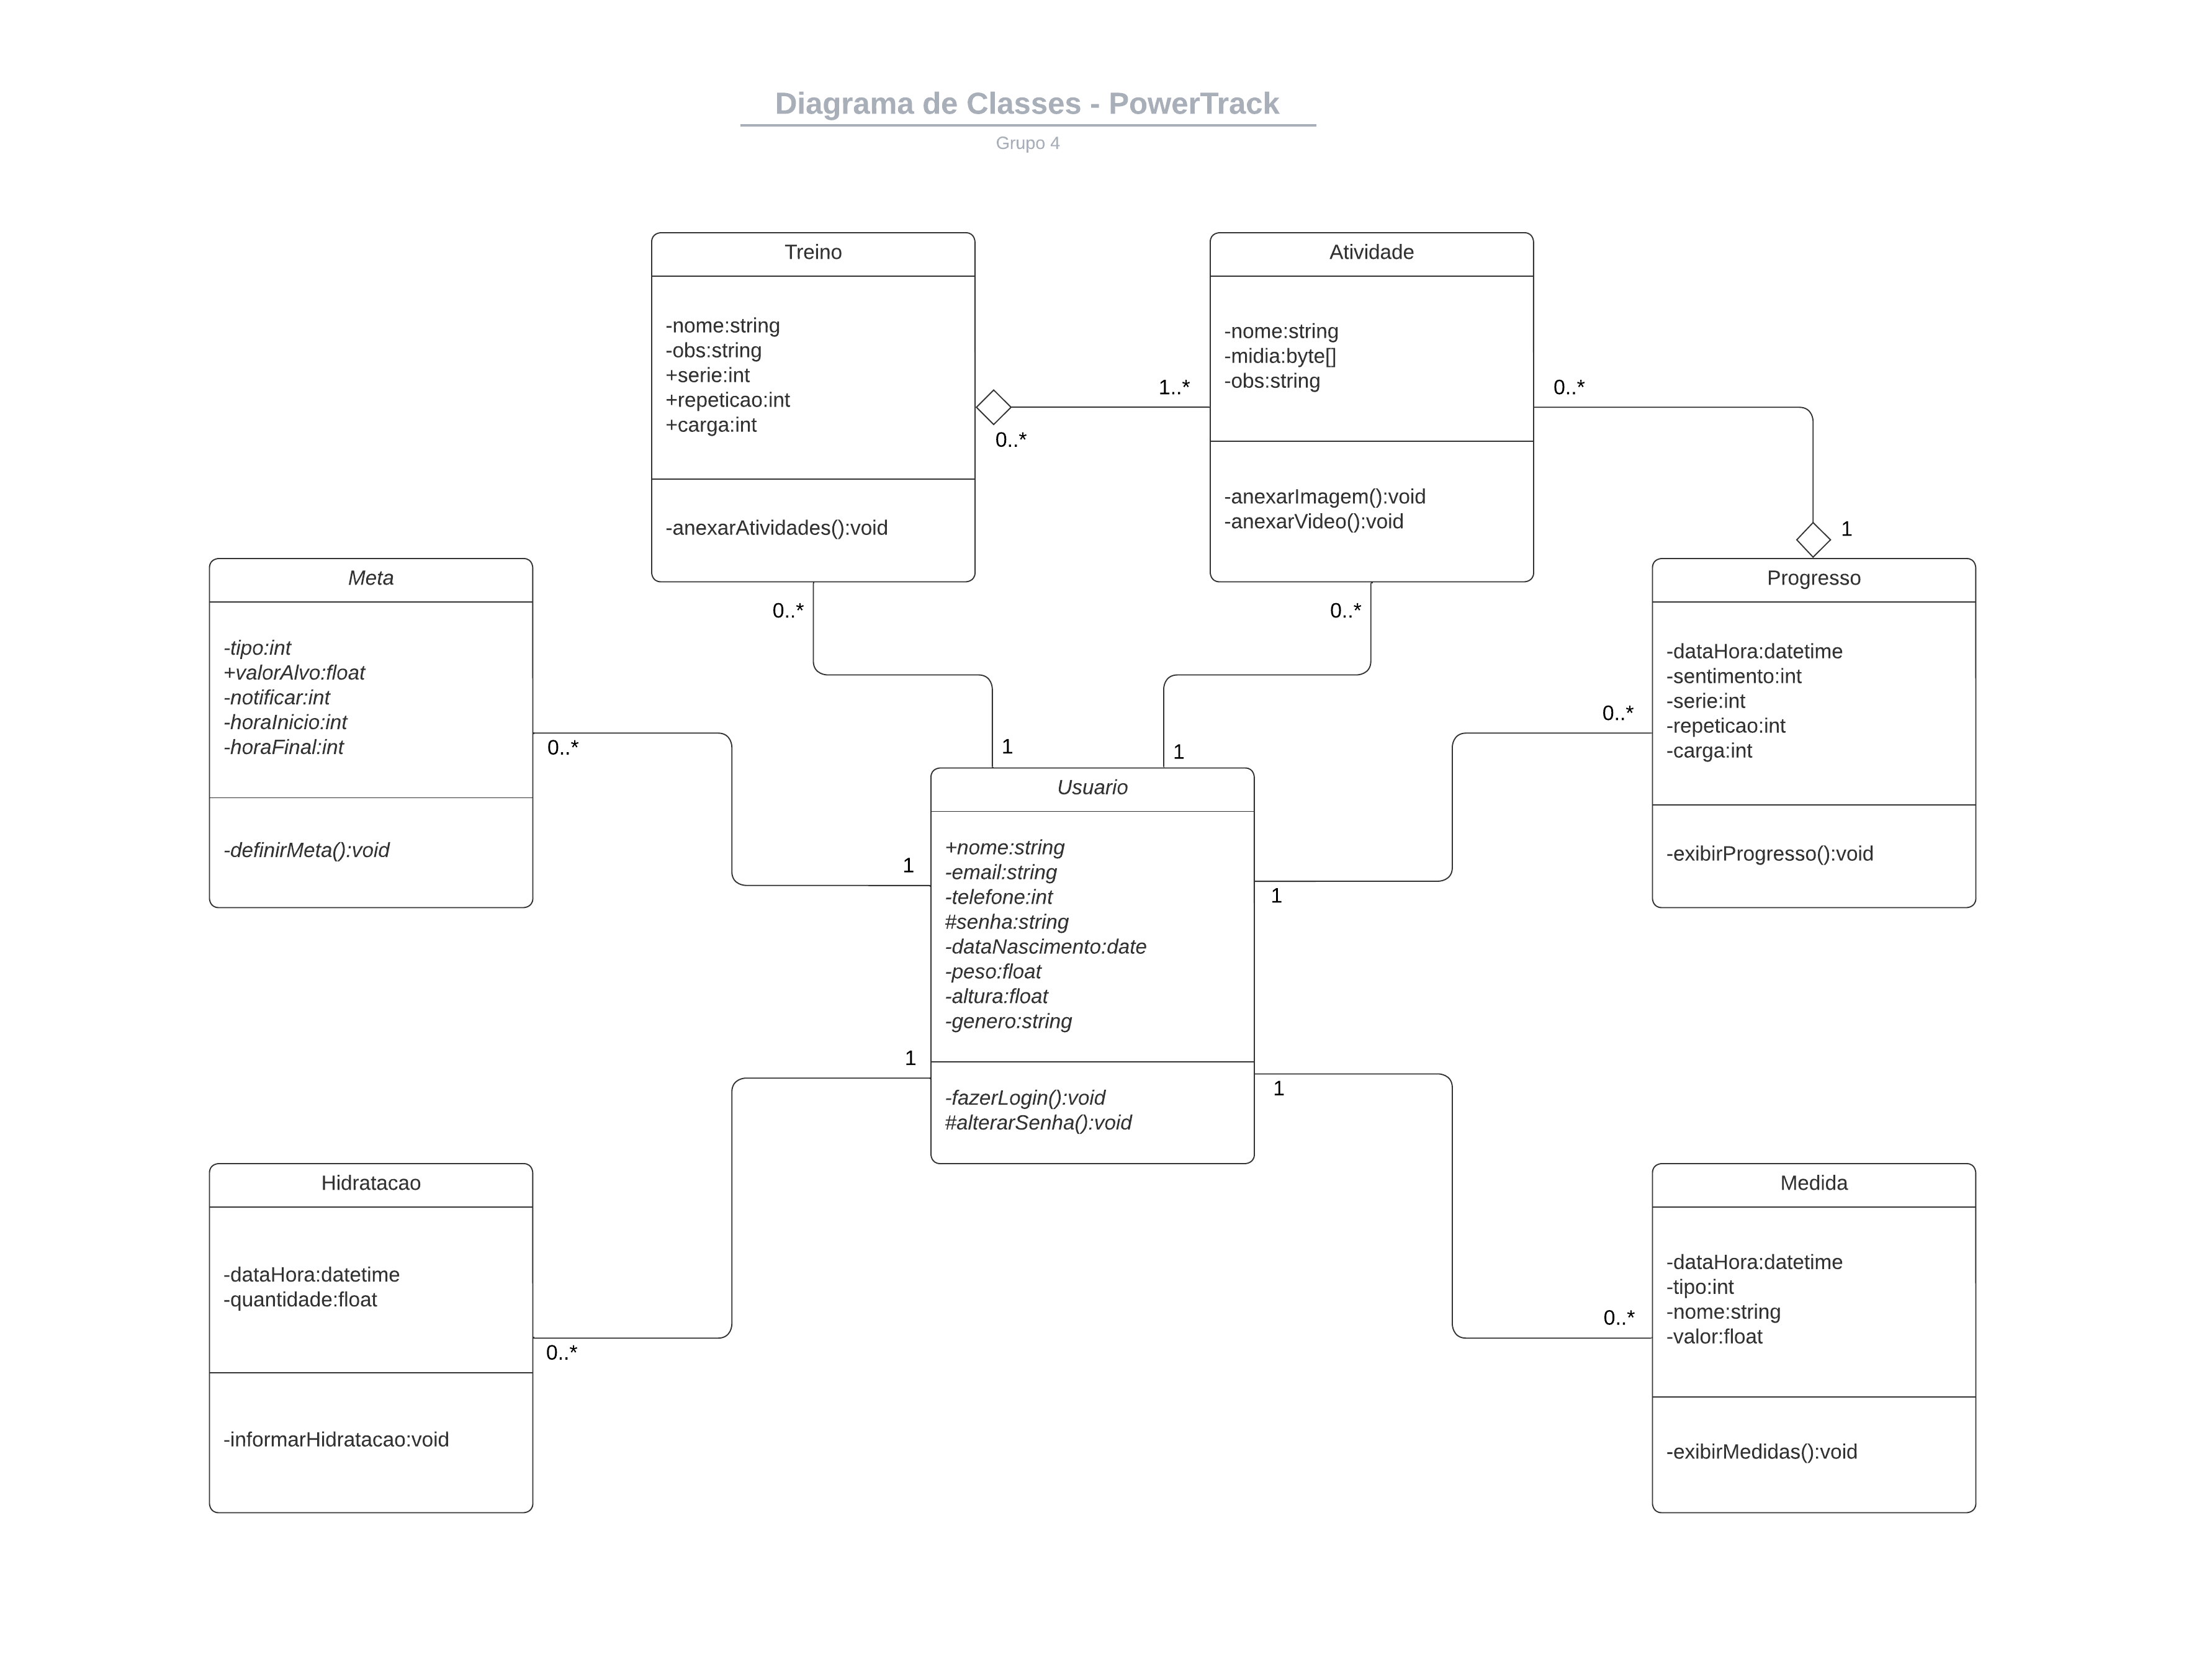 Diagrama de Classes - PowerTrack
Grupo 4
Treino
-nome:string
-obs:string
+serie:int
+repeticao:int
+carga:int
-anexarAtividades():void
0..*
1..*
Atividade
-nome:string
-midia:byte[]
-obs:string
-anexarImagem():void
-anexarVideo():void
0..*
1
0..*
1
0..*
1
Meta
-tipo:int
+valorAlvo:float
-notificar:int
-horaInicio:int
-horaFinal:int
-definirMeta():void
0..*
1
Progresso
-dataHora:datetime
-sentimento:int
-serie:int
-repeticao:int
-carga:int
-exibirProgresso():void
0..*
1
Usuario
+nome:string
-email:string
-telefone:int
#senha:string
-dataNascimento:date
-peso:float
-altura:float
-genero:string
-fazerLogin():void
#alterarSenha():void
1
1
Hidratacao
-dataHora:datetime
-quantidade:float
-informarHidratacao:void
0..*
Medida
-dataHora:datetime
-tipo:int
-nome:string
-valor:float
-exibirMedidas():void
0..*